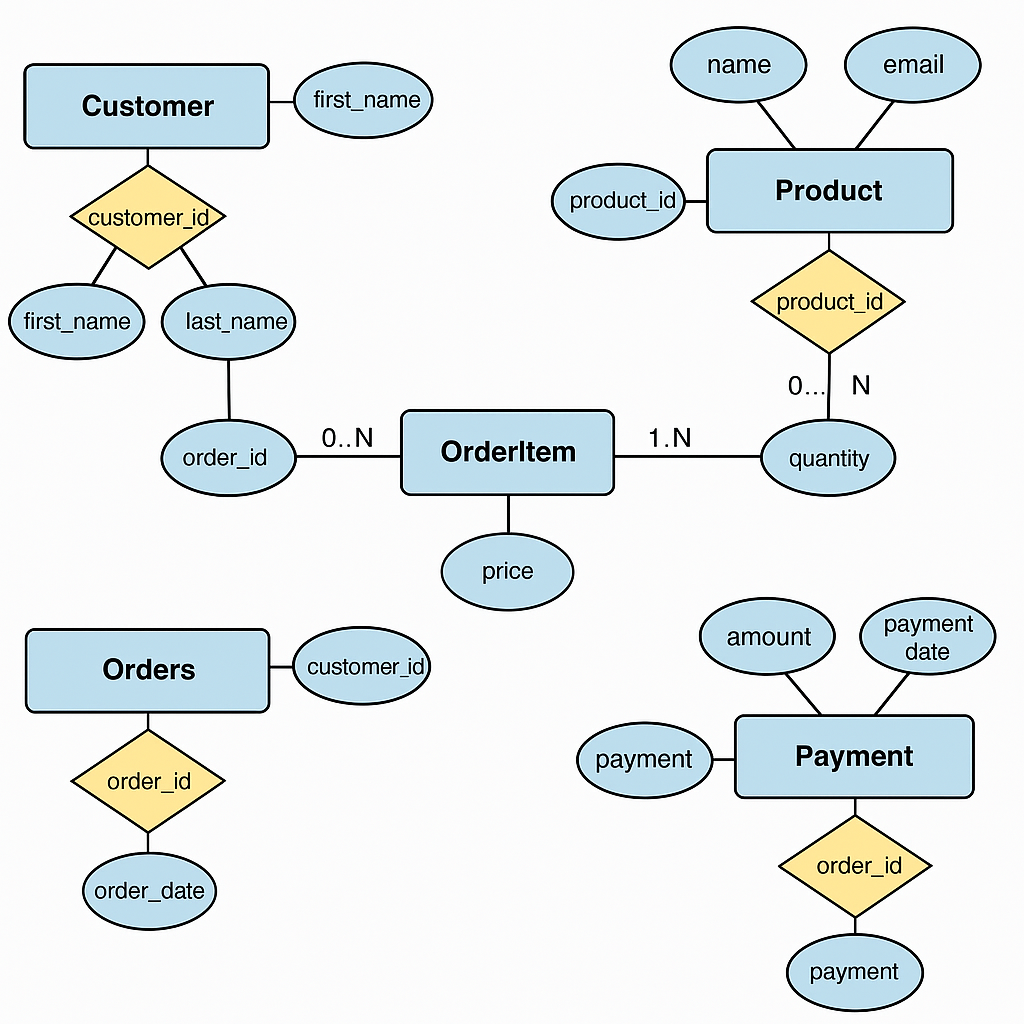 name
email
Customer
first_name
Product
product_id
customer_id
product_id
first_name
last_name
0... N
order_id
0..N
OrderItem
1.N
quantity
price
amount
payment
date
Orders
customer_id
payment
Payment
order_id
order_id
order_date
payment